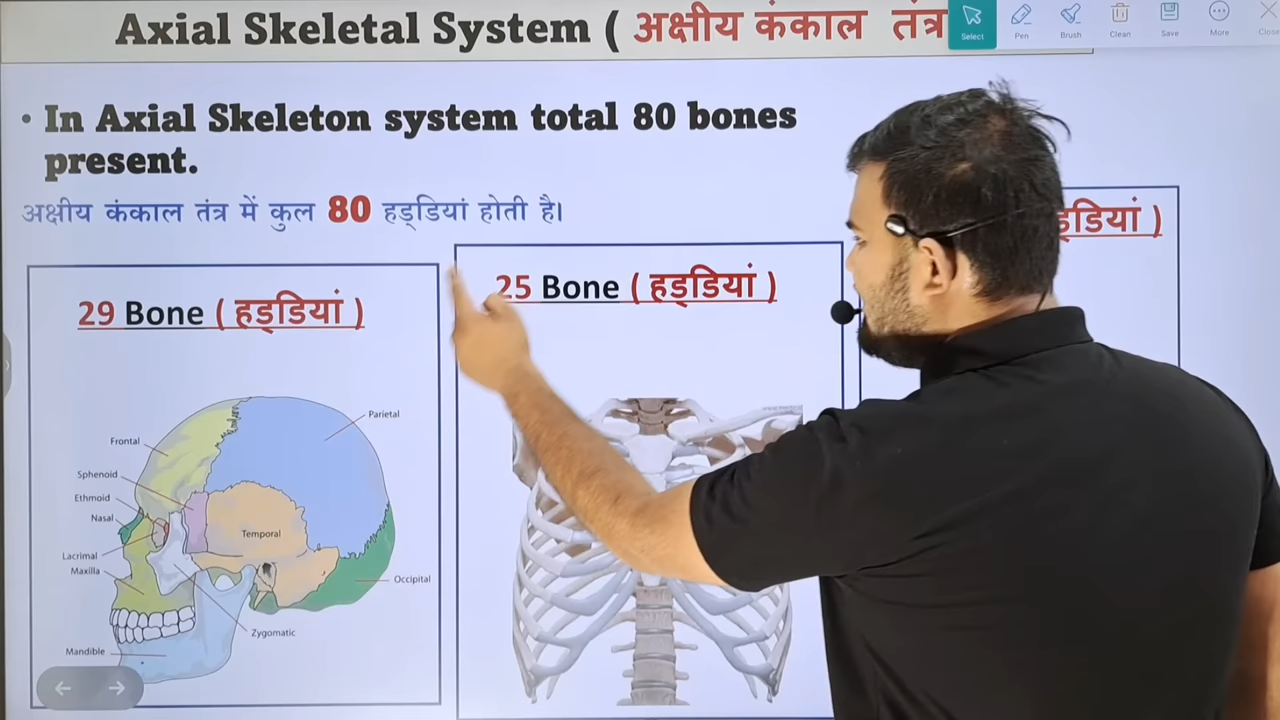 Axial Skeletal System ( अक्षीय कंकाल तंत्र
Select
Pen
Brush
Clean
Save
More
Close
• In Axial Skeleton system total 80 bones
present.
अक्षीय कंकाल तंत्र में कुल 80 हड्डियां होती है।
29 Bone ( हड्डियां )
25 Bone ( हड्डियां )
ड्डियां )
Parietal
Frontal
Sphenoid
Ethmoid
Nasal
Temporal
Lacrimal
Maxilla
Occipital
Zygomatic
Mandible